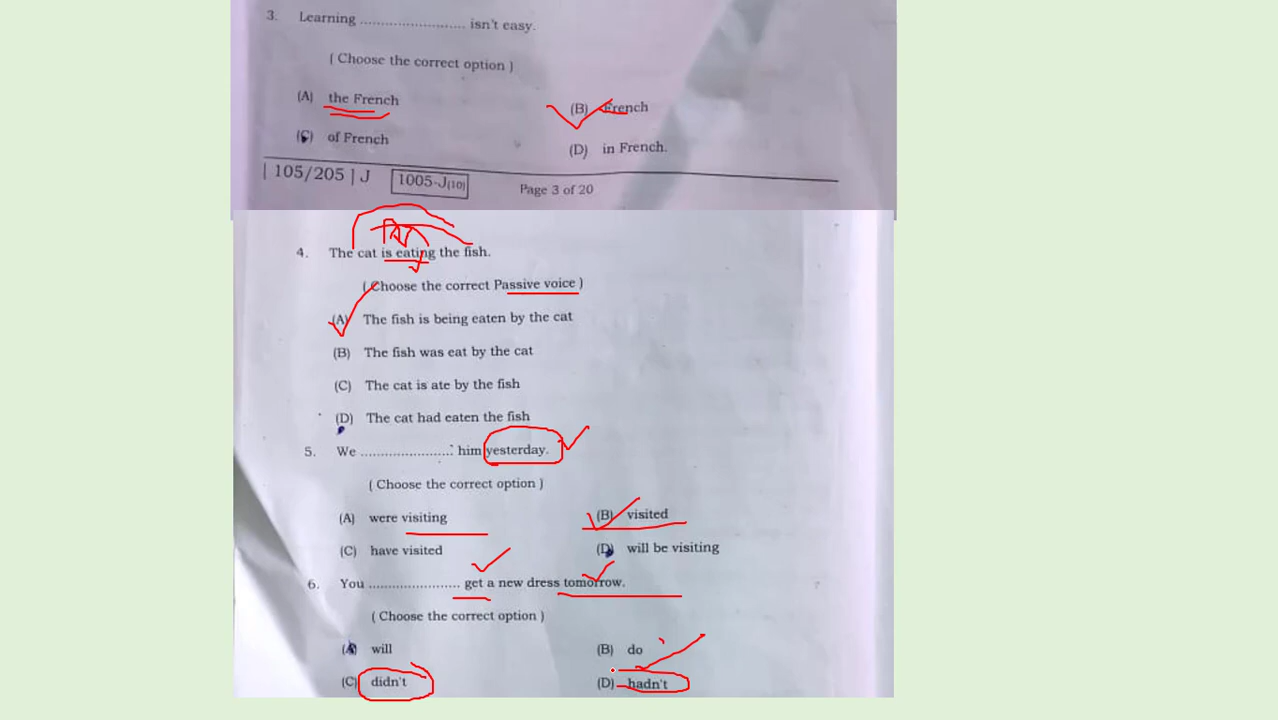 3. Learning ........................ isn't easy.
( Choose the correct option )
(A) the French (B) French
(C) of French (D) in French.
[ 105/205 ] J 1005-J(10) Page 3 of 20
4. The cat is eating the fish.
( Choose the correct Passive voice )
(A) The fish is being eaten by the cat
(B) The fish was eat by the cat
(C) The cat is ate by the fish
(D) The cat had eaten the fish
5. We ..................... him yesterday.
( Choose the correct option )
(A) were visiting (B) visited
(C) have visited (D) will be visiting
6. You ..................... get a new dress tomorrow.
( Choose the correct option )
(A) will (B) do
(C) didn't (D) hadn't